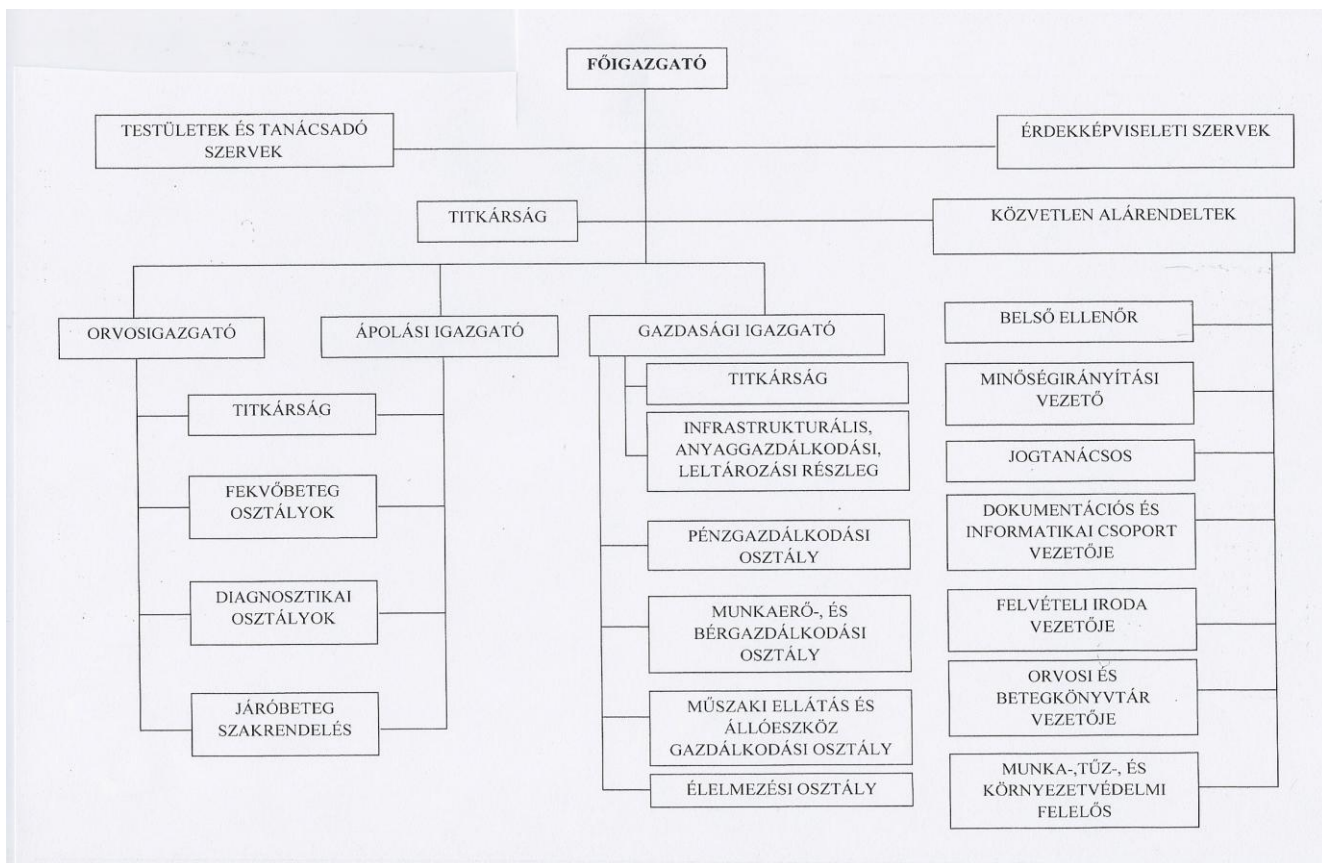 FŐIGAZGATÓ
TESTÜLETEK ÉS TANÁCSADÓ
SZERVEK
ÉRDEKKÉPVISELETI SZERVEK
TITKÁRSÁG
KÖZVETLEN ALÁRENDELTEK
ORVOSIGAZGATÓ
ÁPOLÁSI IGAZGATÓ
GAZDASÁGI IGAZGATÓ
TITKÁRSÁG
FEKVŐBETEG
OSZTÁLYOK
DIAGNOSZTIKAI
OSZTÁLYOK
JÁRÓBETEG
SZAKRENDELÉS
TITKÁRSÁG
INFRASTRUKTURÁLIS,
ANYAGGAZDÁLKODÁSI,
LELTÁROZÁSI RÉSZLEG
PÉNZGAZDÁLKODÁSI
OSZTÁLY
MUNKAERŐ-, ÉS
BÉRGAZDÁLKODÁSI
OSZTÁLY
MŰSZAKI ELLÁTÁS ÉS
ÁLLÓESZKÖZ
GAZDÁLKODÁSI OSZTÁLY
ÉLELMEZÉSI OSZTÁLY
BELSŐ ELLENŐR
MINŐSÉGIRÁNYÍTÁSI
VEZETŐ
JOGTANÁCSOS
DOKUMENTÁCIÓS ÉS
INFORMATIKAI CSOPORT
VEZETŐJE
FELVÉTELI IRODA
VEZETŐJE
ORVOSI ÉS
BETEGKÖNYVTÁR
VEZETŐJE
MUNKA-,TŰZ-, ÉS
KÖRNYEZETVÉDELMI
FELELŐS